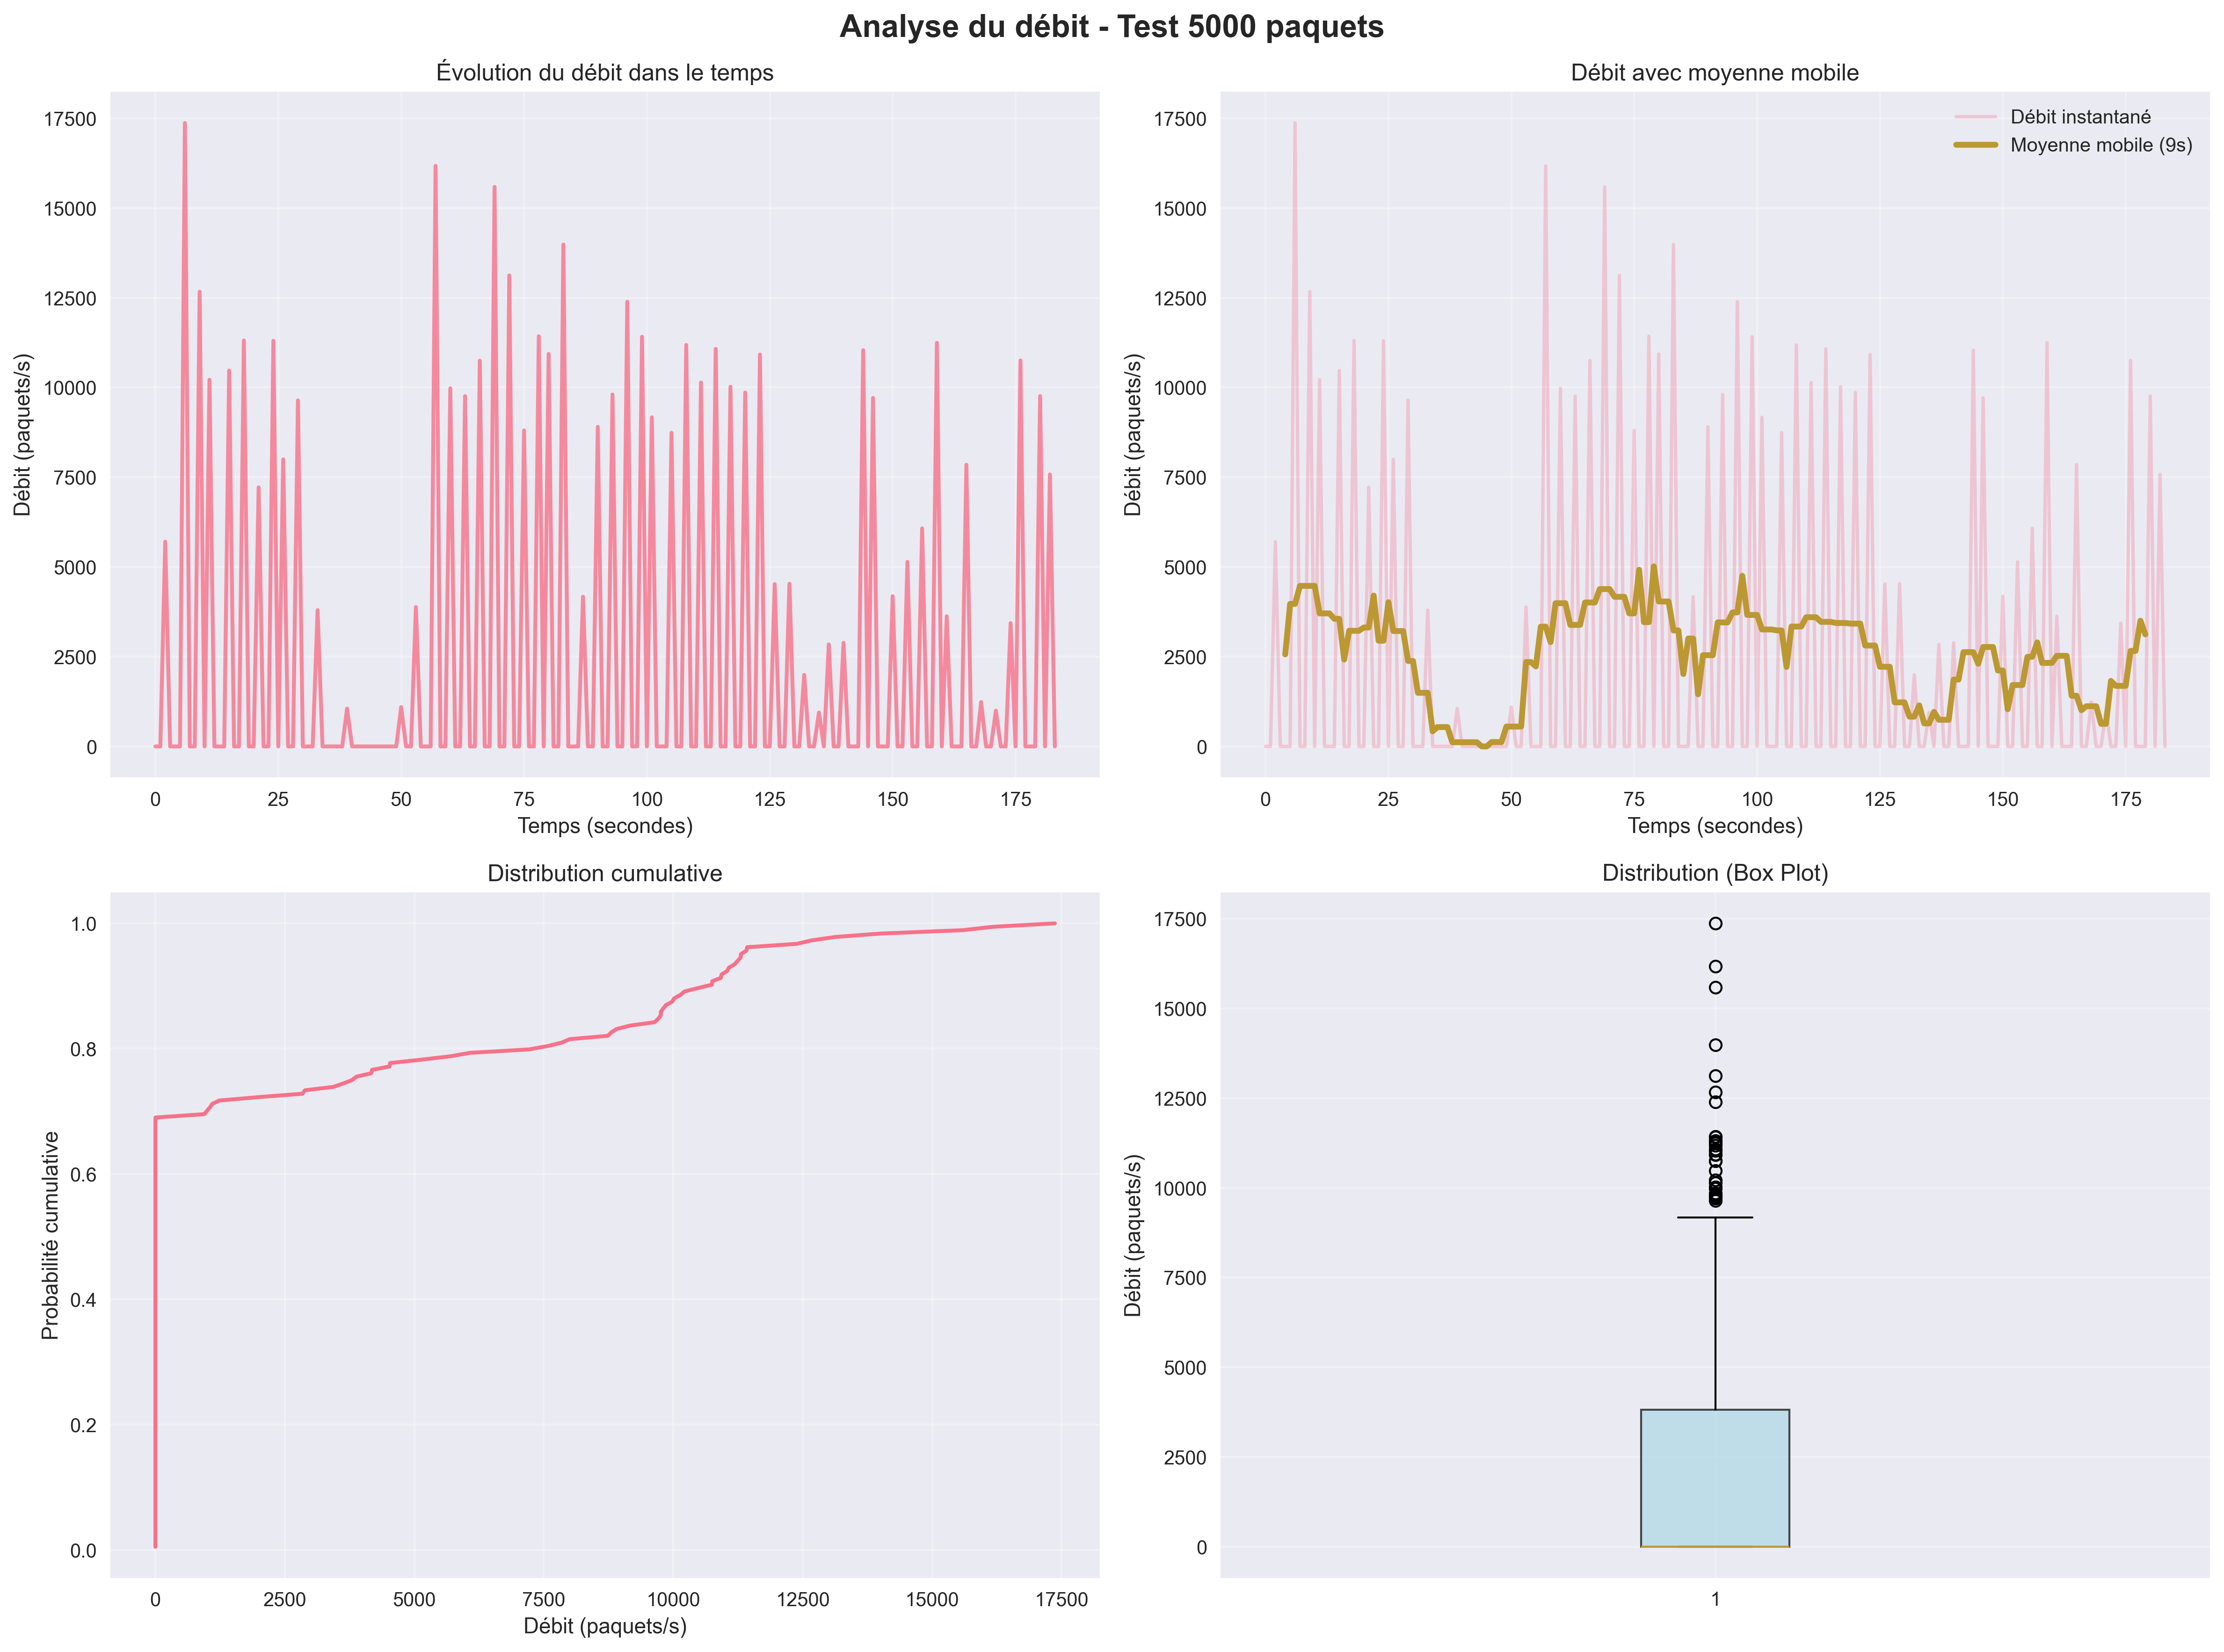 Analyse du débit - Test 5000 paquets
Évolution du débit dans le temps
17500
15000
12500
10000
7500
5000
2500
0
Débit (paquets/s)
0 25 50 75 100 125 150 175
Temps (secondes)
Débit avec moyenne mobile
Débit instantané
Moyenne mobile (9s)
17500
15000
12500
10000
7500
5000
2500
0
Débit (paquets/s)
0 25 50 75 100 125 150 175
Temps (secondes)
Distribution cumulative
1.0
0.8
0.6
0.4
0.2
0.0
Probabilité cumulative
0 2500 5000 7500 10000 12500 15000 17500
Débit (paquets/s)
Distribution (Box Plot)
17500
15000
12500
10000
7500
5000
2500
0
Débit (paquets/s)
1